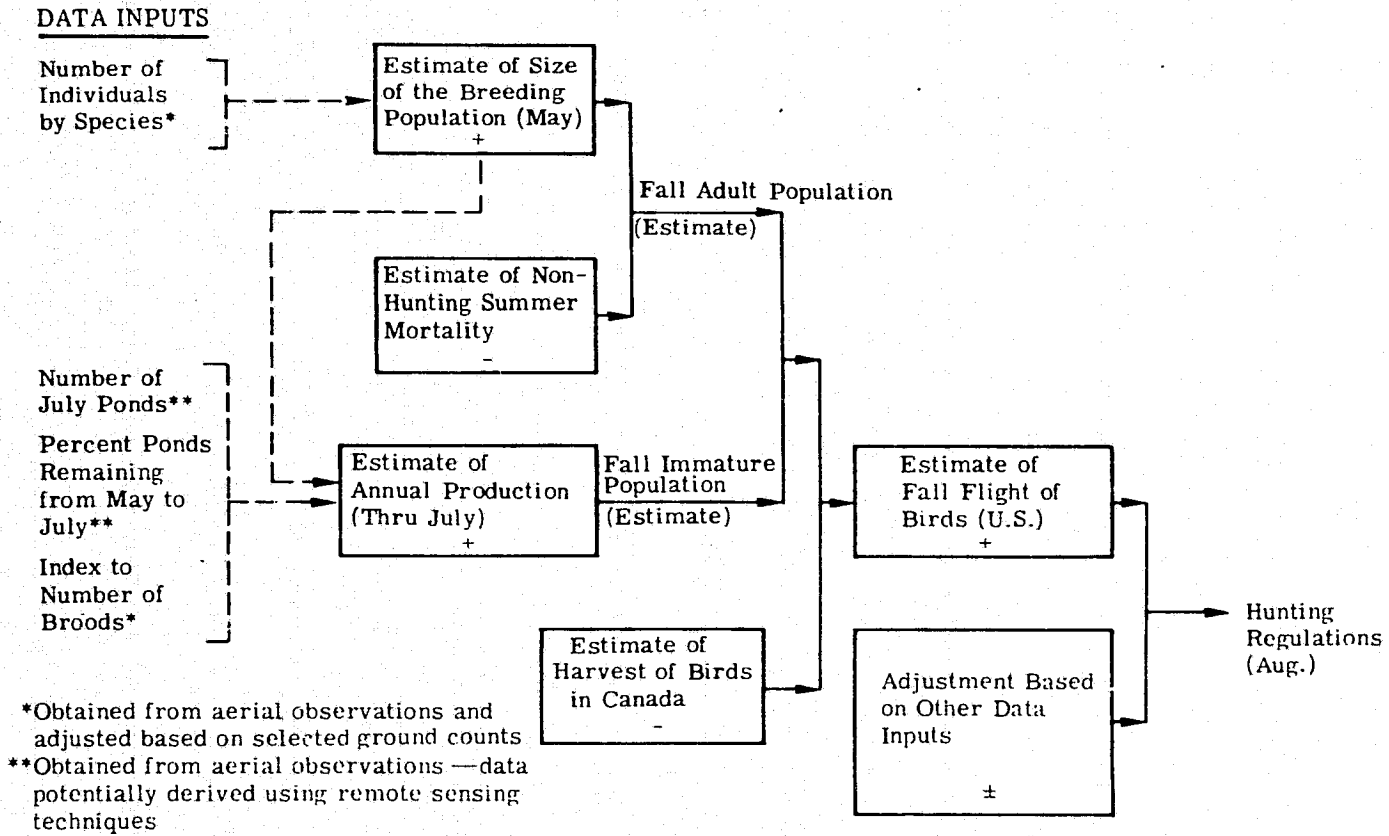 DATA INPUTS
Number of
Individuals
by Species*
Estimate of Size
of the Breeding
Population (May)
+
Fall Adult Population
(Estimate)
Estimate of Non-
Hunting Summer
Mortality
-
Number of
July Ponds**
Percent Ponds
Remaining
from May to
July**
Index to
Number of
Broods*
Estimate of
Annual Production
(Thru July)
+
Fall Immature
Population
(Estimate)
Estimate of
Fall Flight of
Birds (U.S.)
+
Estimate of
Harvest of Birds
in Canada
-
Adjustment Based
on Other Data
Inputs
±
Hunting
Regulations
(Aug.)
*Obtained from aerial observations and
adjusted based on selected ground counts
**Obtained from aerial observations —data
potentially derived using remote sensing
techniques